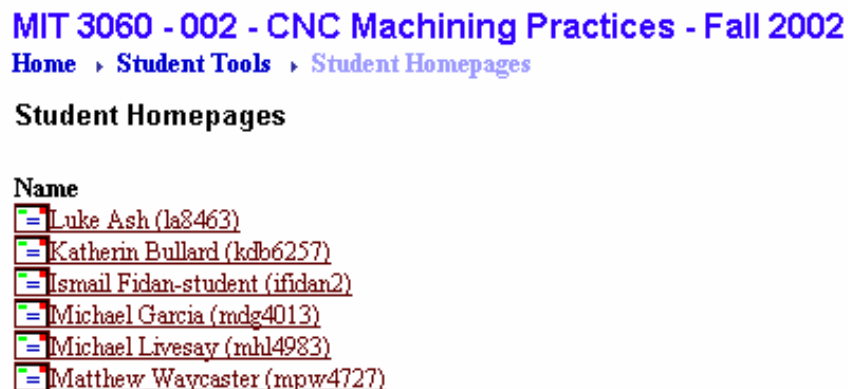 MIT 3060 - 002 - CNC Machining Practices - Fall 2002
Home › Student Tools › Student Homepages
Student Homepages
Name
Luke Ash (la8463)
Katherin Bullard (kdb6257)
Ismail Fidan-student (ifidan2)
Michael Garcia (mdg4013)
Michael Livesay (mhl4983)
Matthew Waycaster (mpw4727)